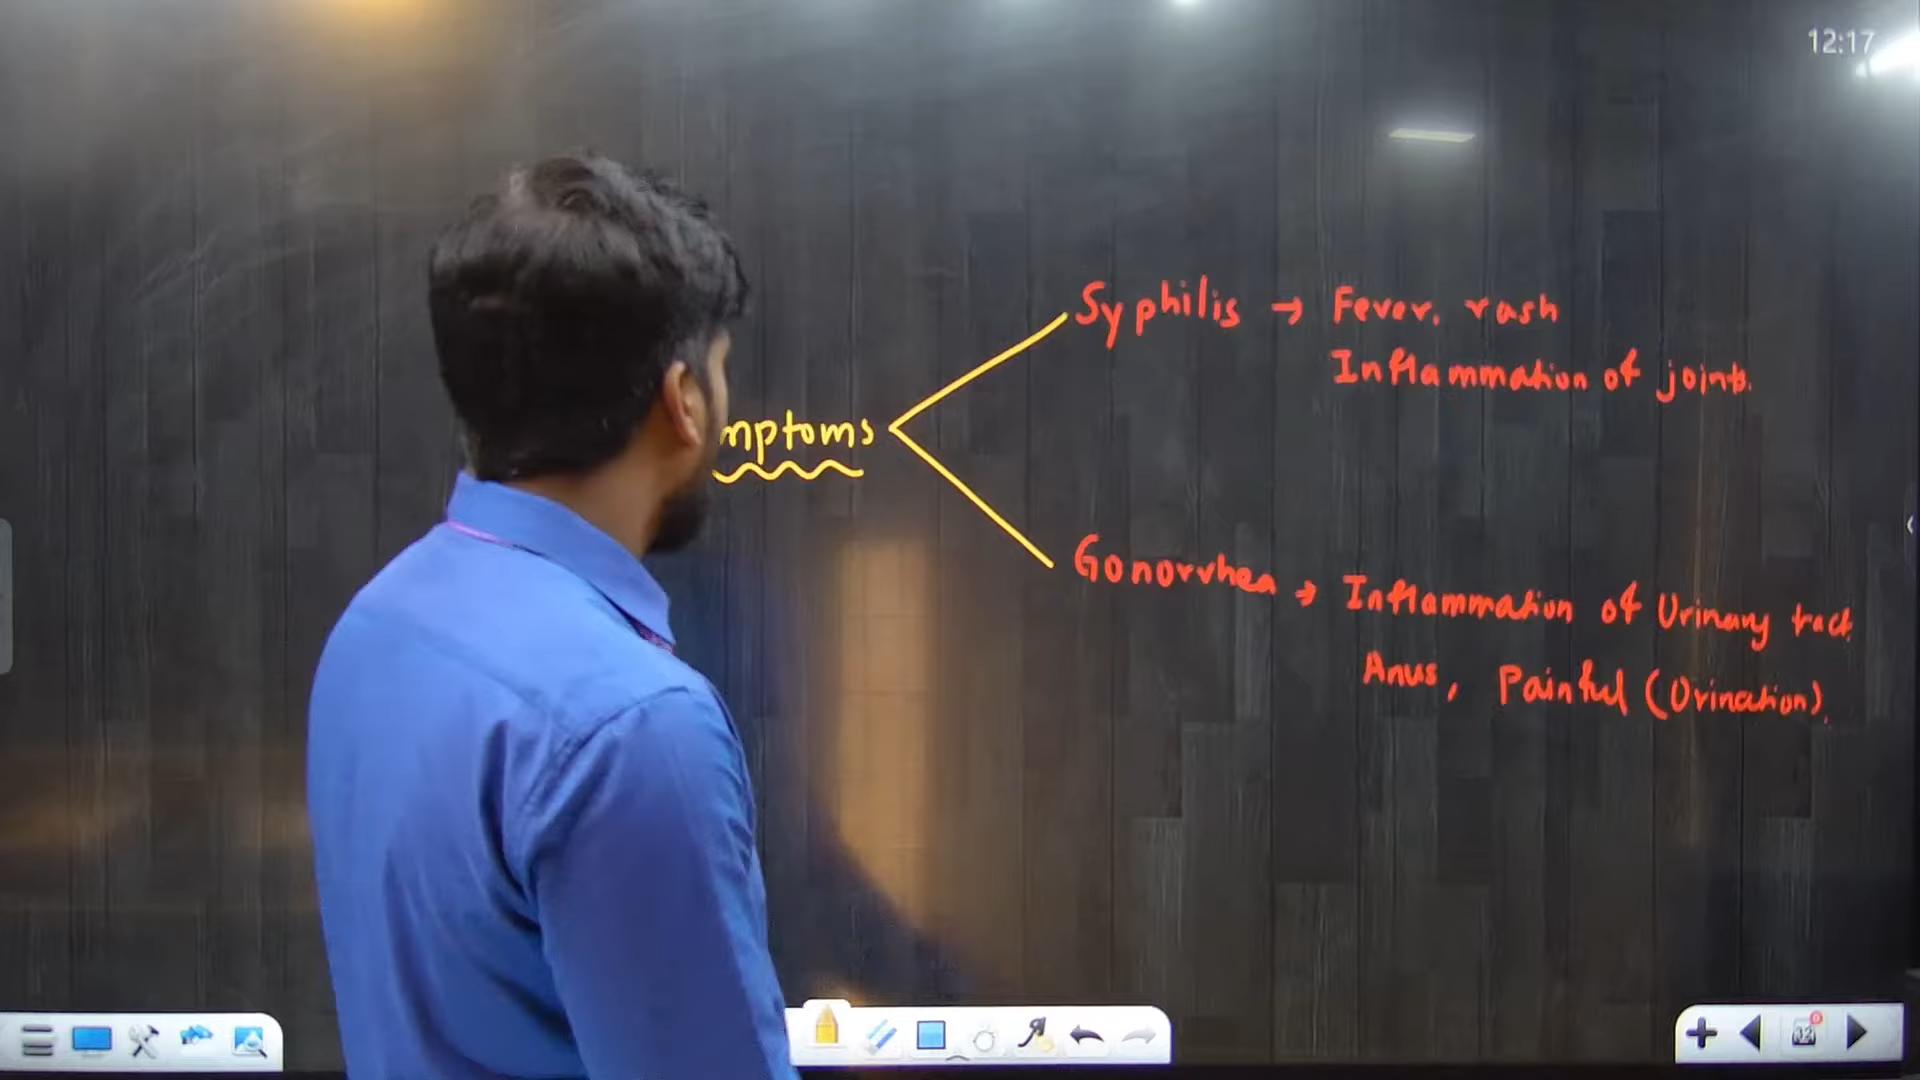 12:17
Syphilis → Fever. rash
Inflammation of joints.
mptoms
Gonorrhea → Inflammation of Urinary tract
Anus, Painful (Urination).